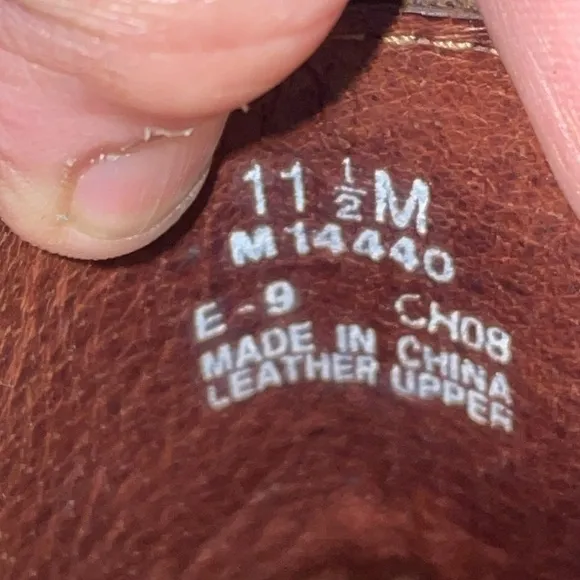 11 ½ M
M14440
E-9 CH08
MADE IN CHINA
LEATHER UPPER